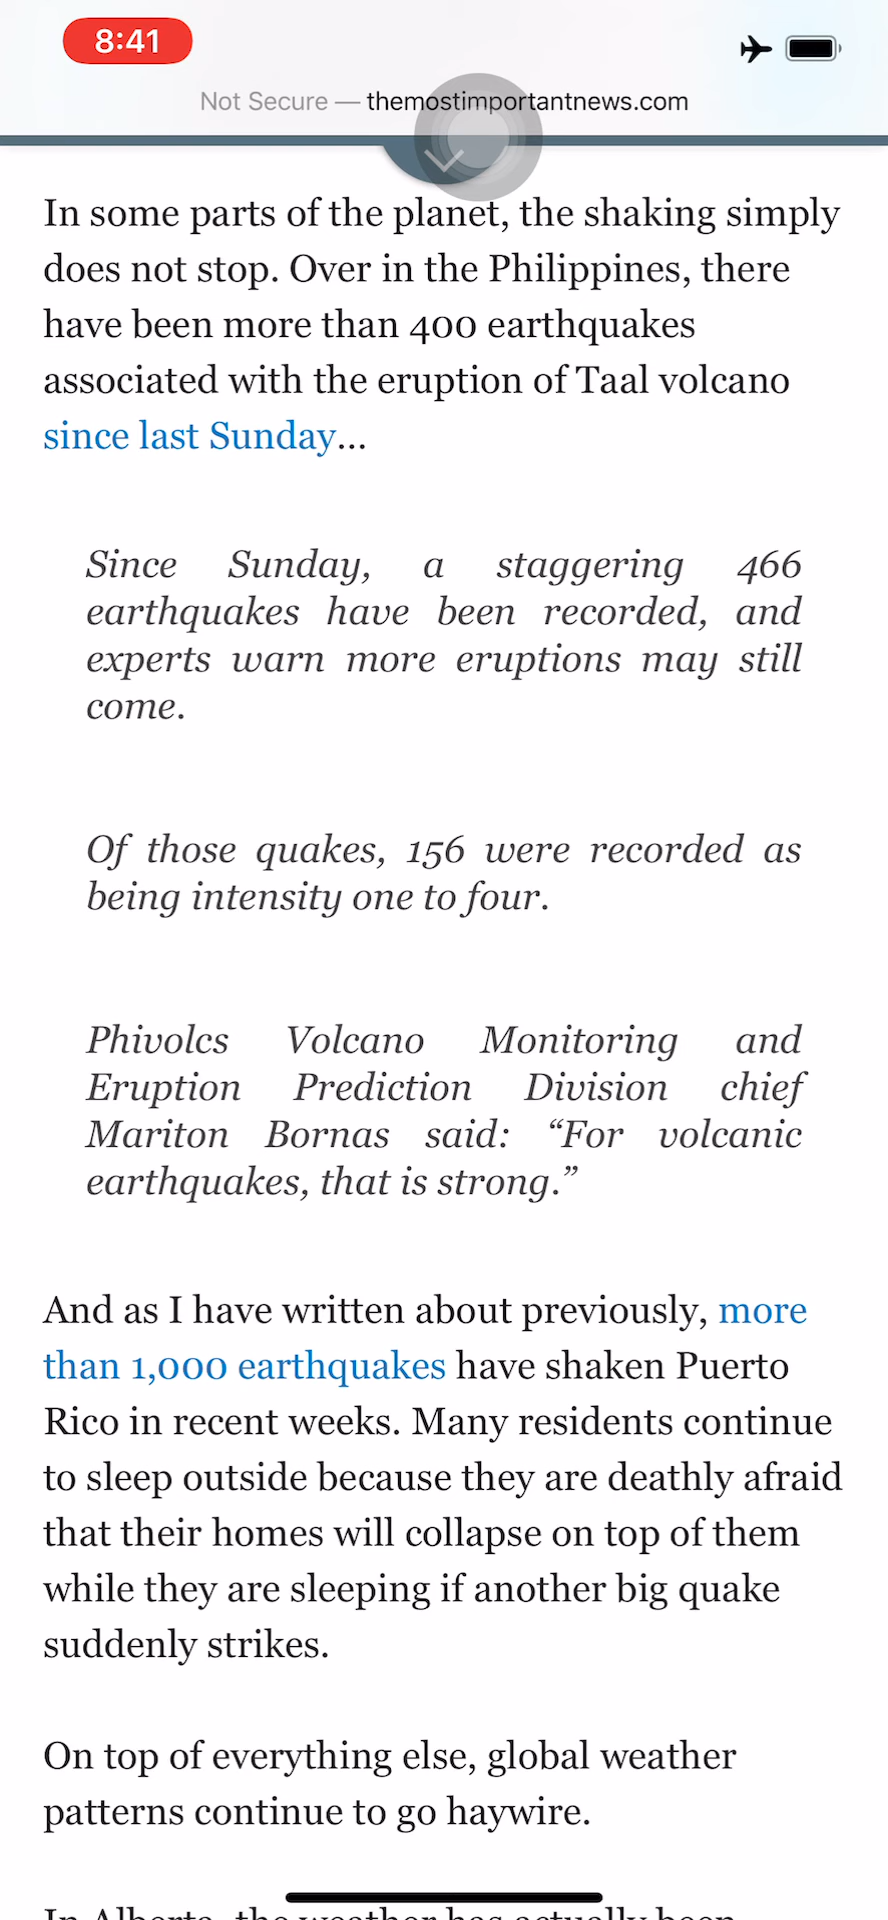 8:41
Not Secure — themostimportantnews.com
In some parts of the planet, the shaking simply
does not stop. Over in the Philippines, there
have been more than 400 earthquakes
associated with the eruption of Taal volcano
since last Sunday...
Since Sunday, a staggering 466
earthquakes have been recorded, and
experts warn more eruptions may still
come.
Of those quakes, 156 were recorded as
being intensity one to four.
Phivolcs Volcano Monitoring and
Eruption Prediction Division chief
Mariton Bornas said: “For volcanic
earthquakes, that is strong.”
And as I have written about previously, more
than 1,000 earthquakes have shaken Puerto
Rico in recent weeks. Many residents continue
to sleep outside because they are deathly afraid
that their homes will collapse on top of them
while they are sleeping if another big quake
suddenly strikes.
On top of everything else, global weather
patterns continue to go haywire.
In Alberta, the weather has actually been